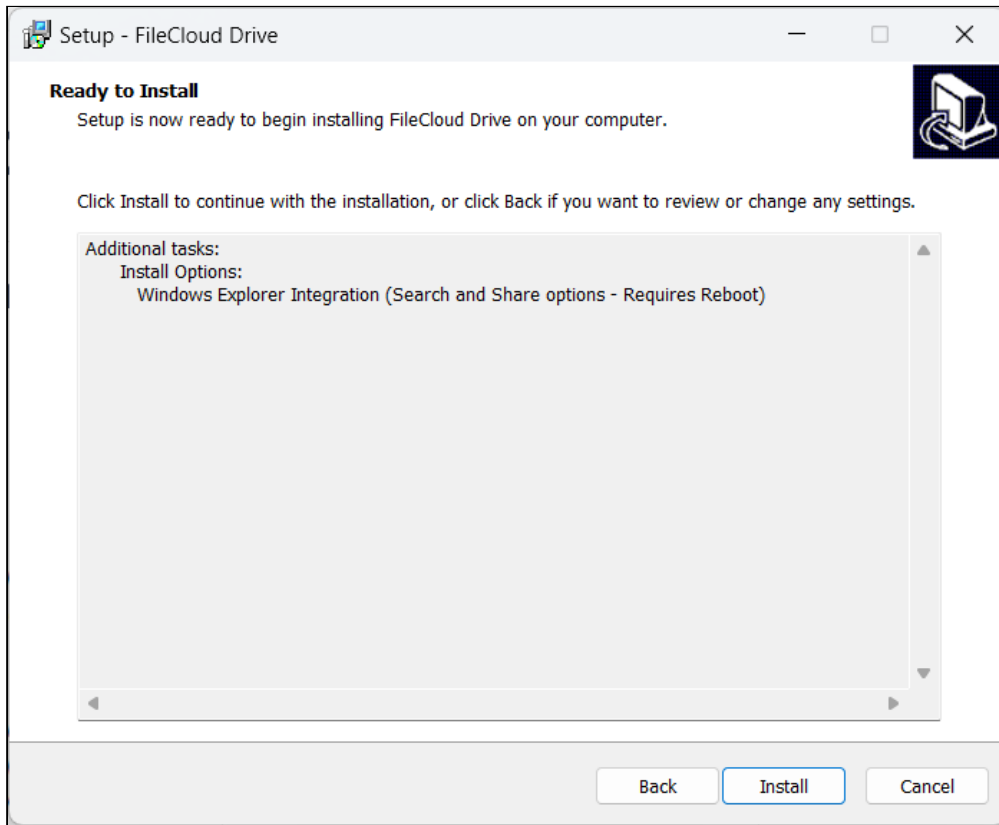 Setup - FileCloud Drive
Ready to Install
Setup is now ready to begin installing FileCloud Drive on your computer.
Click Install to continue with the installation, or click Back if you want to review or change any settings.
Additional tasks:
Install Options:
Windows Explorer Integration (Search and Share options - Requires Reboot)
Back Install Cancel